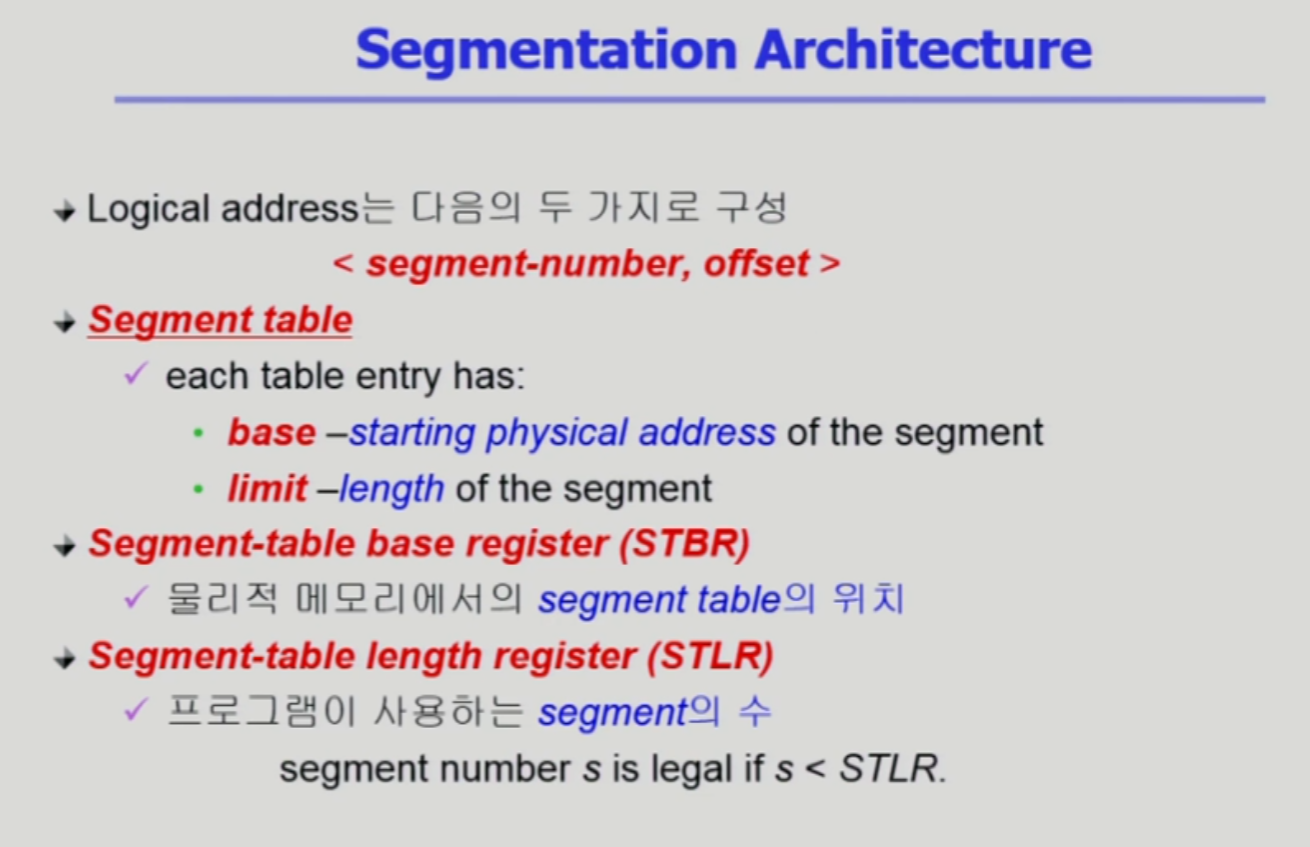 Segmentation Architecture
Logical address는 다음의 두 가지로 구성
< segment-number, offset >
Segment table
✓ each table entry has:
• base –starting physical address of the segment
• limit –length of the segment
Segment-table base register (STBR)
✓ 물리적 메모리에서의 segment table의 위치
Segment-table length register (STLR)
✓ 프로그램이 사용하는 segment의 수
segment number s is legal if s < STLR.